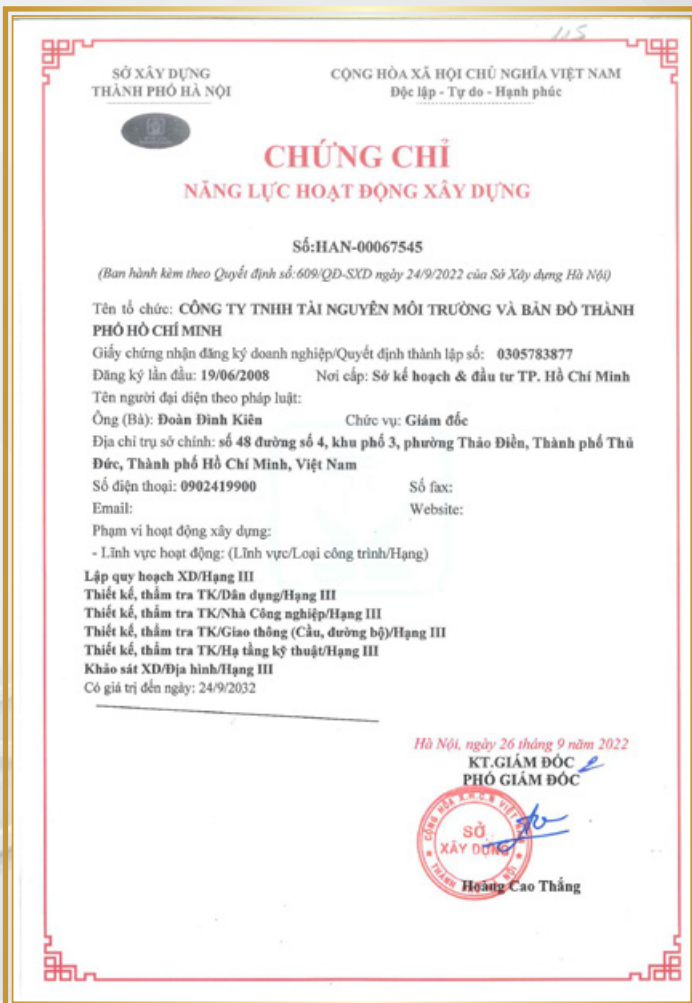 115
SỞ XÂY DỰNG
THÀNH PHỐ HÀ NỘI
CỘNG HÒA XÃ HỘI CHỦ NGHĨA VIỆT NAM
Độc lập - Tự do - Hạnh phúc
CHỨNG CHỈ
NĂNG LỰC HOẠT ĐỘNG XÂY DỰNG
Số:HAN-00067545
(Ban hành kèm theo Quyết định số:609/QĐ-SXD ngày 24/9/2022 của Sở Xây dựng Hà Nội)
Tên tổ chức: CÔNG TY TNHH TÀI NGUYÊN MÔI TRƯỜNG VÀ BẢN ĐỒ THÀNH
PHỐ HỒ CHÍ MINH
Giấy chứng nhận đăng ký doanh nghiệp/Quyết định thành lập số: 0305783877
Đăng ký lần đầu: 19/06/2008 Nơi cấp: Sở kế hoạch & đầu tư TP. Hồ Chí Minh
Tên người đại diện theo pháp luật:
Ông (Bà): Đoàn Đình Kiên Chức vụ: Giám đốc
Địa chỉ trụ sở chính: số 48 đường số 4, khu phố 3, phường Thảo Điền, Thành phố Thủ
Đức, Thành phố Hồ Chí Minh, Việt Nam
Số điện thoại: 0902419900 Số fax:
Email: Website:
Phạm vi hoạt động xây dựng:
- Lĩnh vực hoạt động: (Lĩnh vực/Loại công trình/Hạng)
Lập quy hoạch XD/Hạng III
Thiết kế, thẩm tra TK/Dân dụng/Hạng III
Thiết kế, thẩm tra TK/Nhà Công nghiệp/Hạng III
Thiết kế, thẩm tra TK/Giao thông (Cầu, đường bộ)/Hạng III
Thiết kế, thẩm tra TK/Hạ tầng kỹ thuật/Hạng III
Khảo sát XD/Địa hình/Hạng III
Có giá trị đến ngày: 24/9/2032
Hà Nội, ngày 26 tháng 9 năm 2022
KT.GIÁM ĐỐC
PHÓ GIÁM ĐỐC
CỘNG HÒA X.H.C.N VIỆT NAM
SỞ
XÂY DỰNG
THÀNH PHỐ HÀ NỘI
Hoàng Cao Thắng